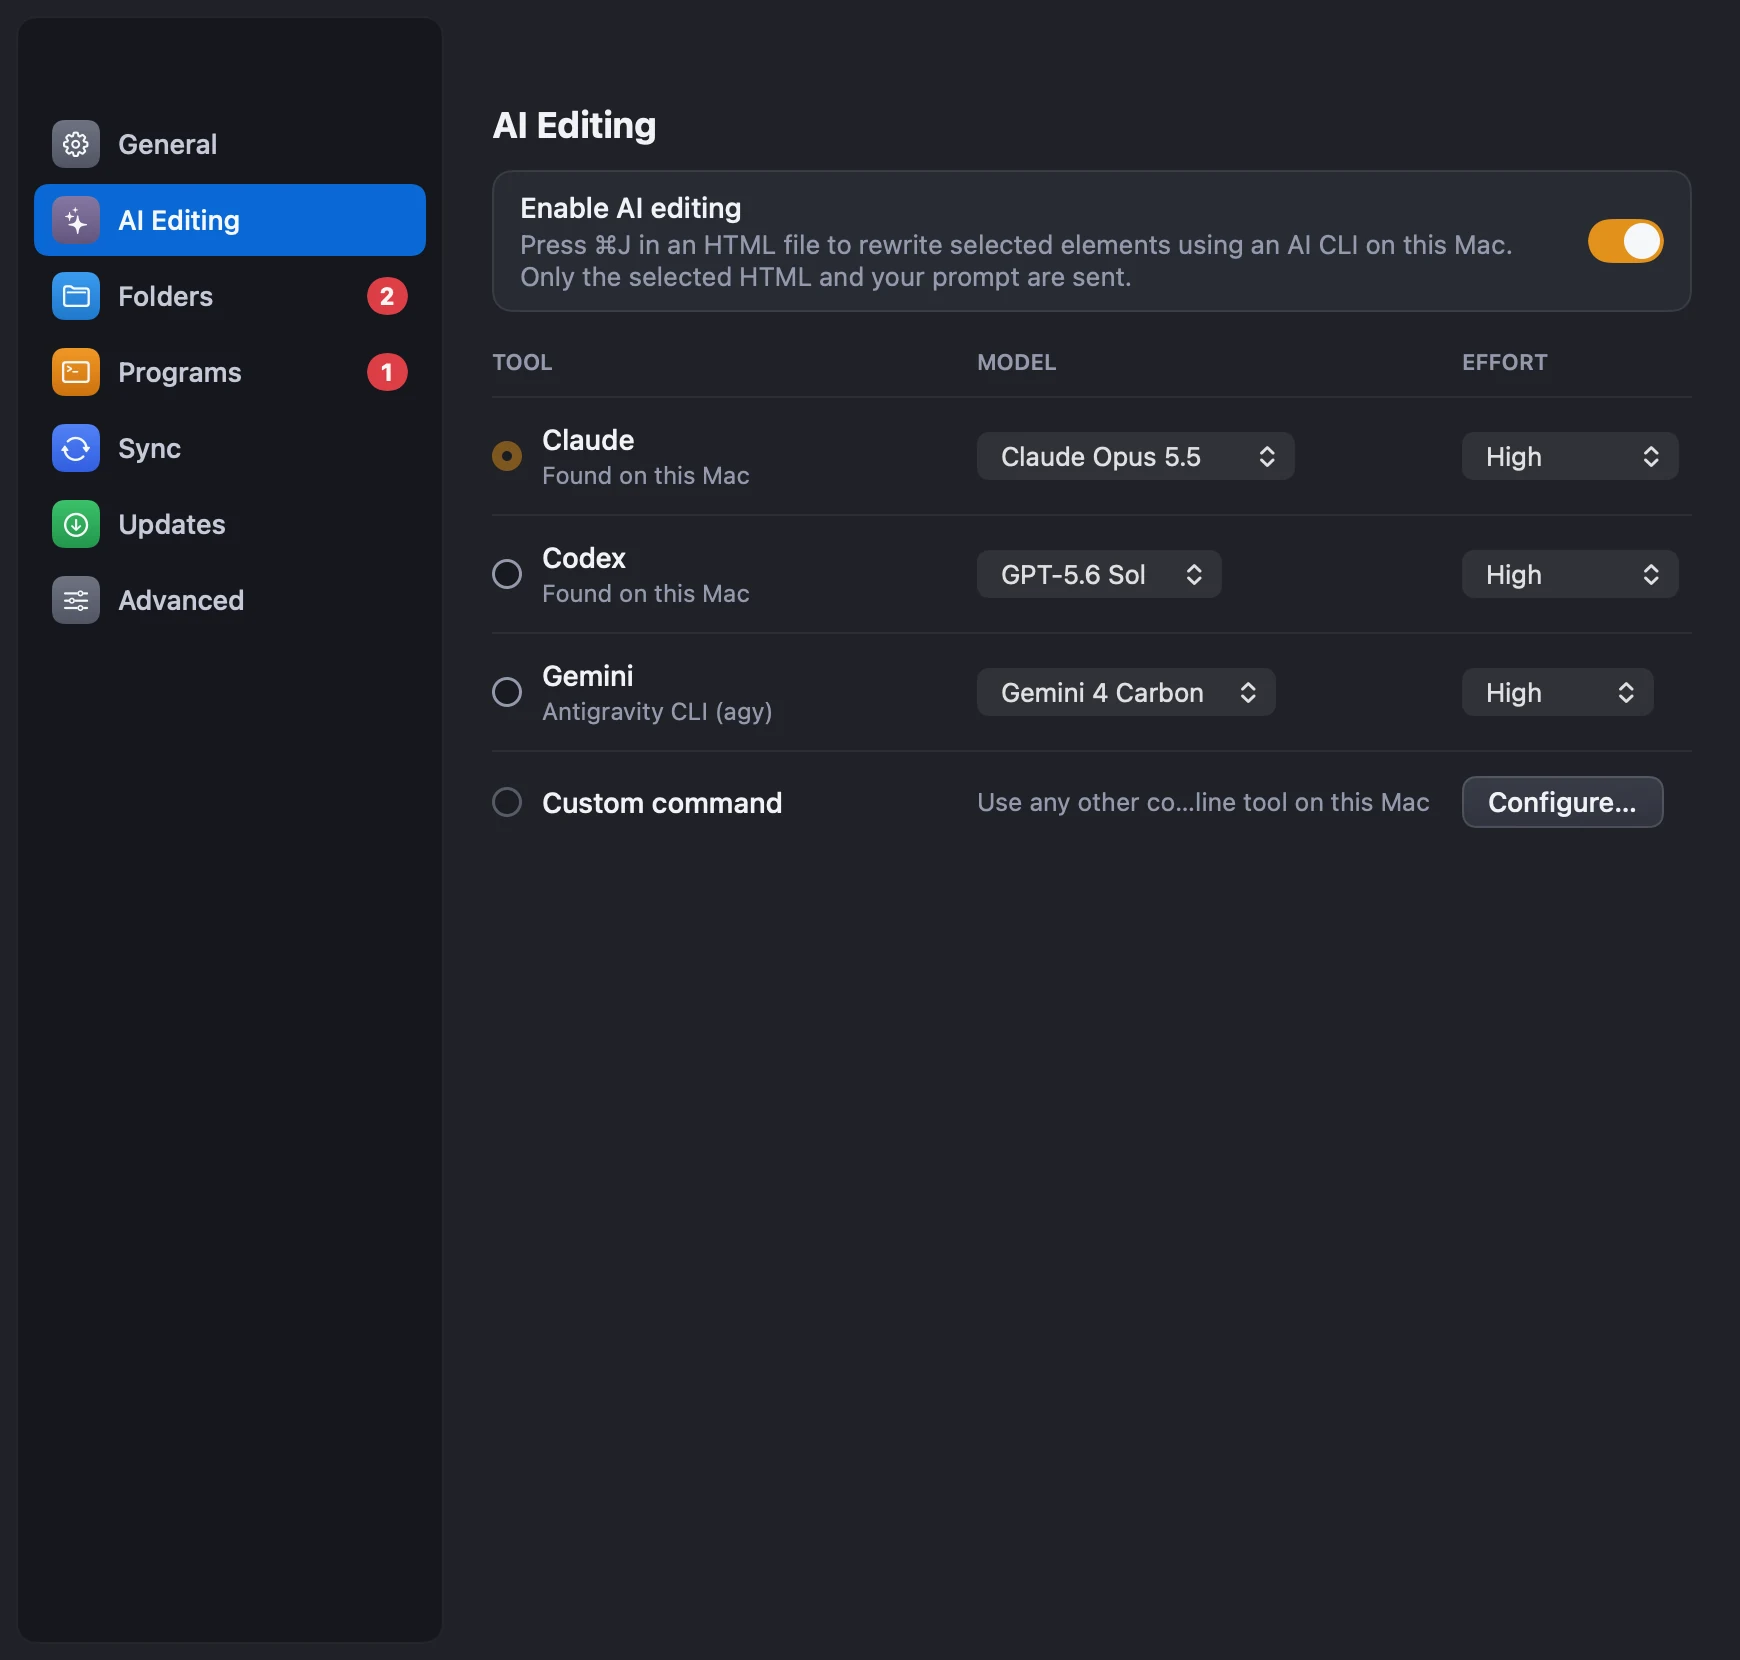 General
AI Editing
Folders
2
Programs
1
Sync
Updates
Advanced
AI Editing
Enable AI editing
Press ⌘J in an HTML file to rewrite selected elements using an AI CLI on this Mac.
Only the selected HTML and your prompt are sent.
TOOL MODEL EFFORT
Claude
Found on this Mac
Claude Opus 5.5
High
Codex
Found on this Mac
GPT-5.6 Sol
High
Gemini
Antigravity CLI (agy)
Gemini 4 Carbon
High
Custom command
Use any other co...line tool on this Mac
Configure...